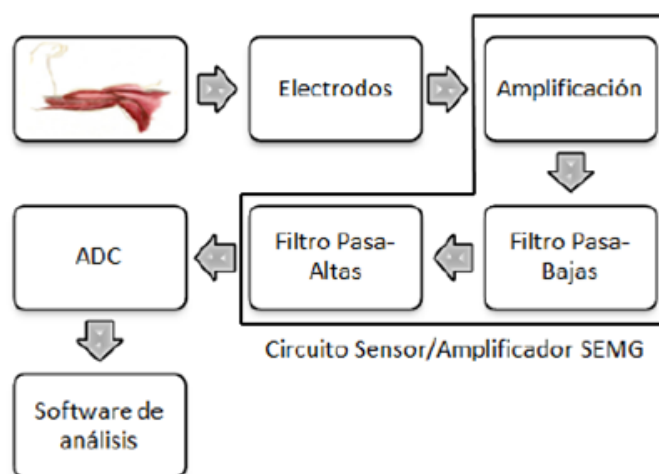 Electrodos
Amplificación
Filtro Pasa-
Bajas
Filtro Pasa-
Altas
ADC
Circuito Sensor/Amplificador SEMG
Software de
análisis